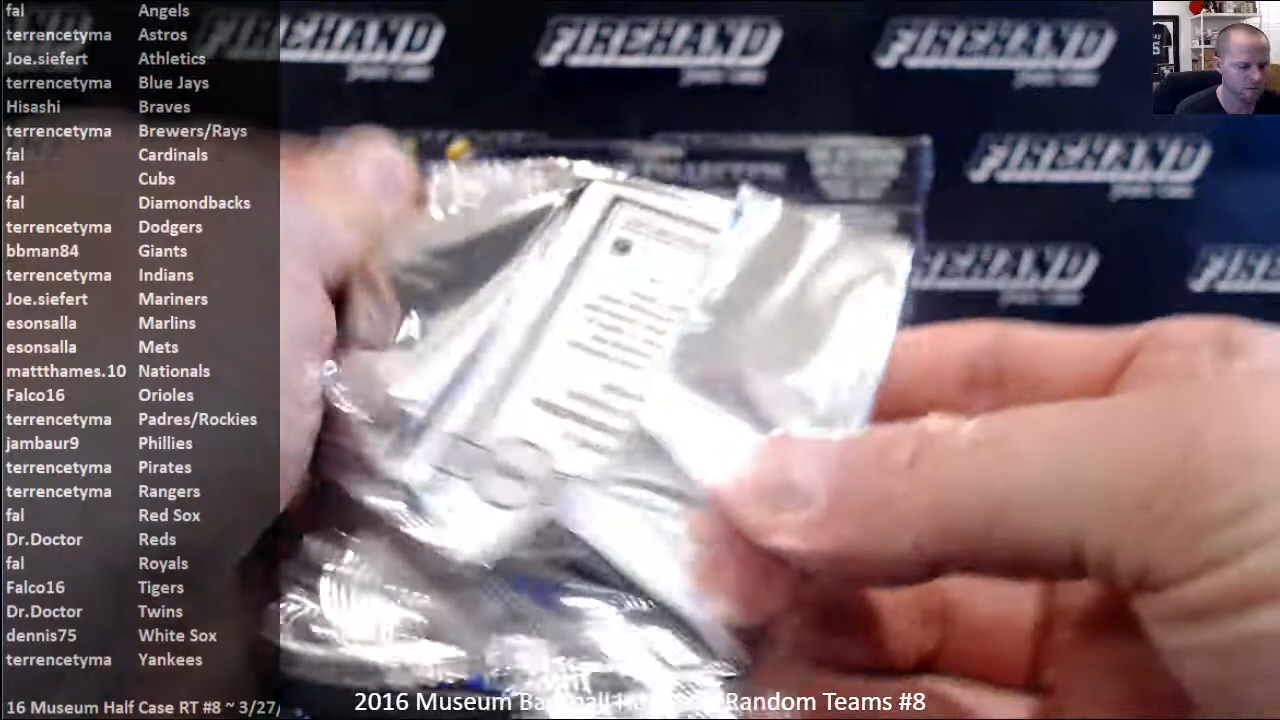 fal Angels
terrencetyma Astros
Joe.siefert Athletics
terrencetyma Blue Jays
Hisashi Braves
terrencetyma Brewers/Rays
fal Cardinals
fal Cubs
fal Diamondbacks
terrencetyma Dodgers
bbman84 Giants
terrencetyma Indians
Joe.siefert Mariners
esonsalla Marlins
esonsalla Mets
mattthames.10 Nationals
Falco16 Orioles
terrencetyma Padres/Rockies
jambaur9 Phillies
terrencetyma Pirates
terrencetyma Rangers
fal Red Sox
Dr.Doctor Reds
fal Royals
Falco16 Tigers
Dr.Doctor Twins
dennis75 White Sox
terrencetyma Yankees
16 Museum Half Case RT #8 ~ 3/27/
FIREHAND FIREHAND FIREHAND
FIREHAND
FIREHAND
2016 Museum Random Teams #8